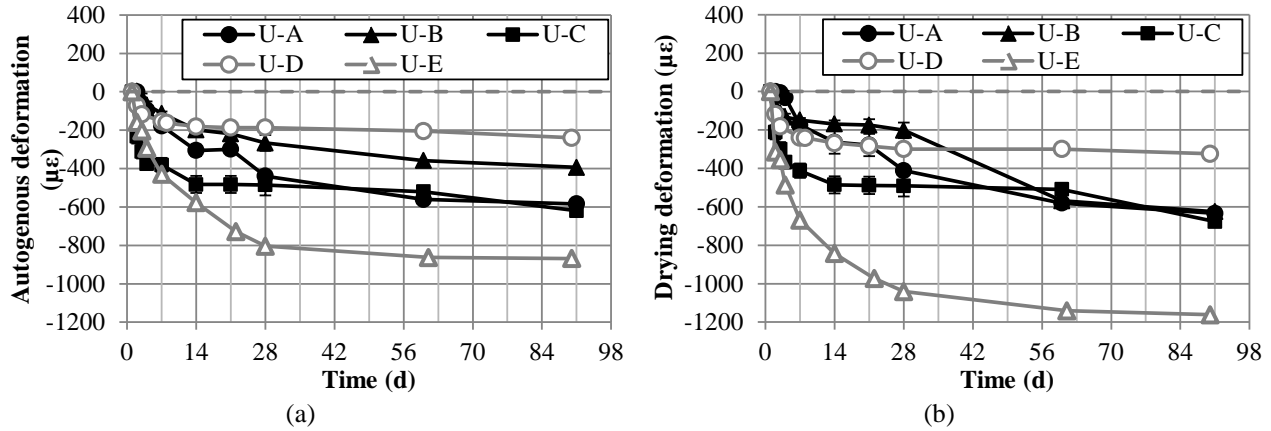 400
200
0
-200
-400
-600
-800
-1000
-1200
Autogenous deformation
(με)
U-A U-B U-C
U-D U-E
0 14 28 42 56 70 84 98
Time (d)
(a)
400
200
0
-200
-400
-600
-800
-1000
-1200
Drying deformation (με)
U-A U-B U-C
U-D U-E
0 14 28 42 56 70 84 98
Time (d)
(b)